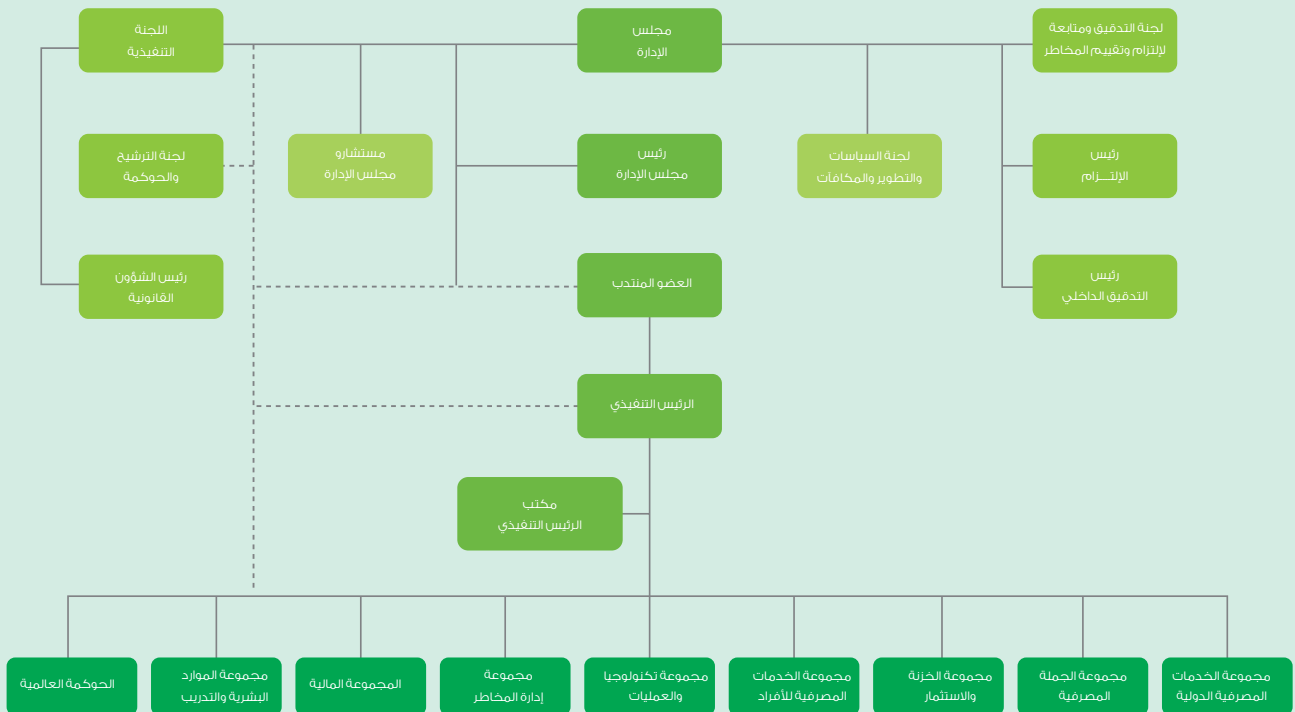 لجنة التدقيق ومتابعة
لإلتزام وتقييم المخاطر
مجلس
الإدارة
اللجنة
التنفيذية
رئيس
الإلتـــزام
لجنة السياسات
والتطوير والمكافآت
رئيس
مجلس الإدارة
مستشارو
مجلس الإدارة
لجنة الترشيح
والحوكمة
رئيس
التدقيق الداخلي
العضو المنتدب
رئيس الشؤون
القانونية
الرئيس التنفيذي
مكتب
الرئيس التنفيذي
مجموعة الخدمات
المصرفية الدولية
مجموعة الجملة
المصرفية
مجموعة الخزنة
والاستثمار
مجموعة الخدمات
المصرفية للأفراد
مجموعة تكنولوجيا
والعمليات
مجموعة
إدارة المخاطر
المجموعة المالية
مجموعة الموارد
البشرية والتدريب
الحوكمة العالمية